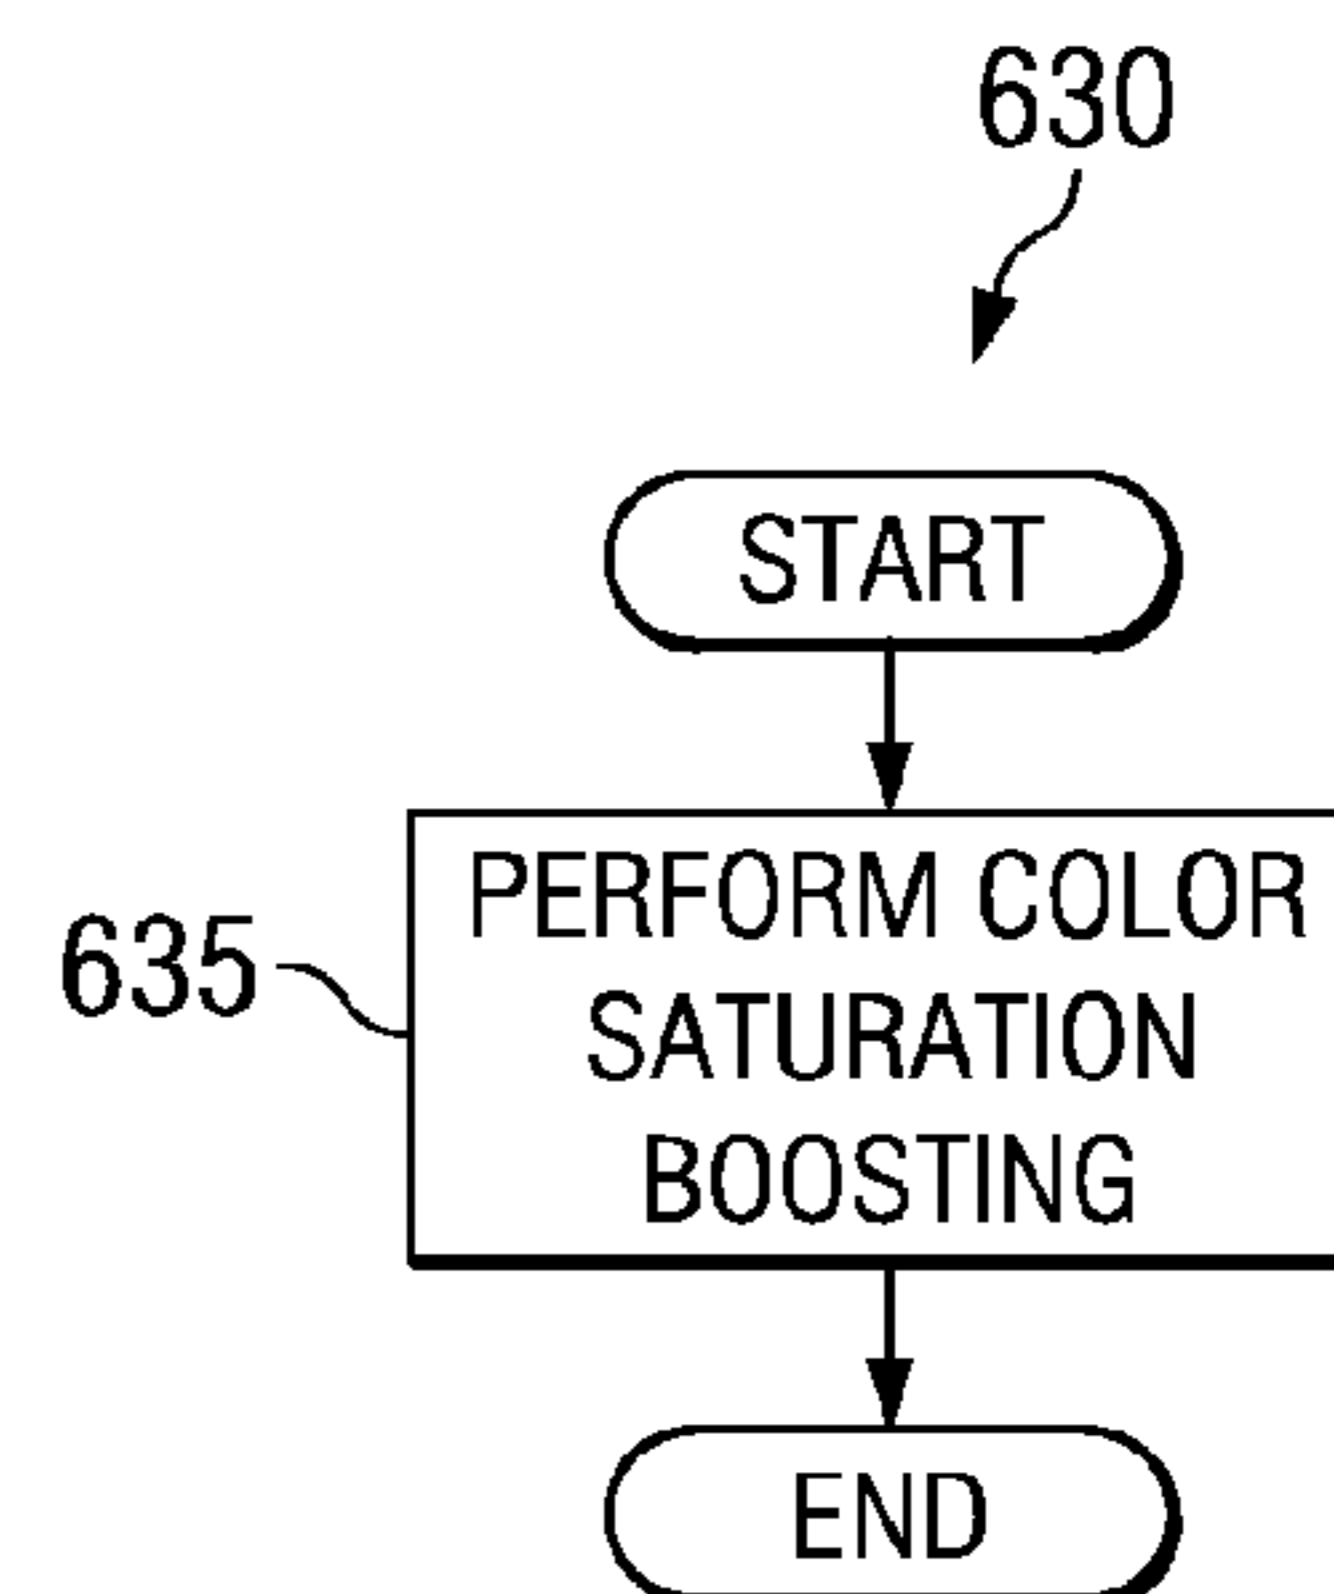 630
START
635
PERFORM COLOR
SATURATION
BOOSTING
END